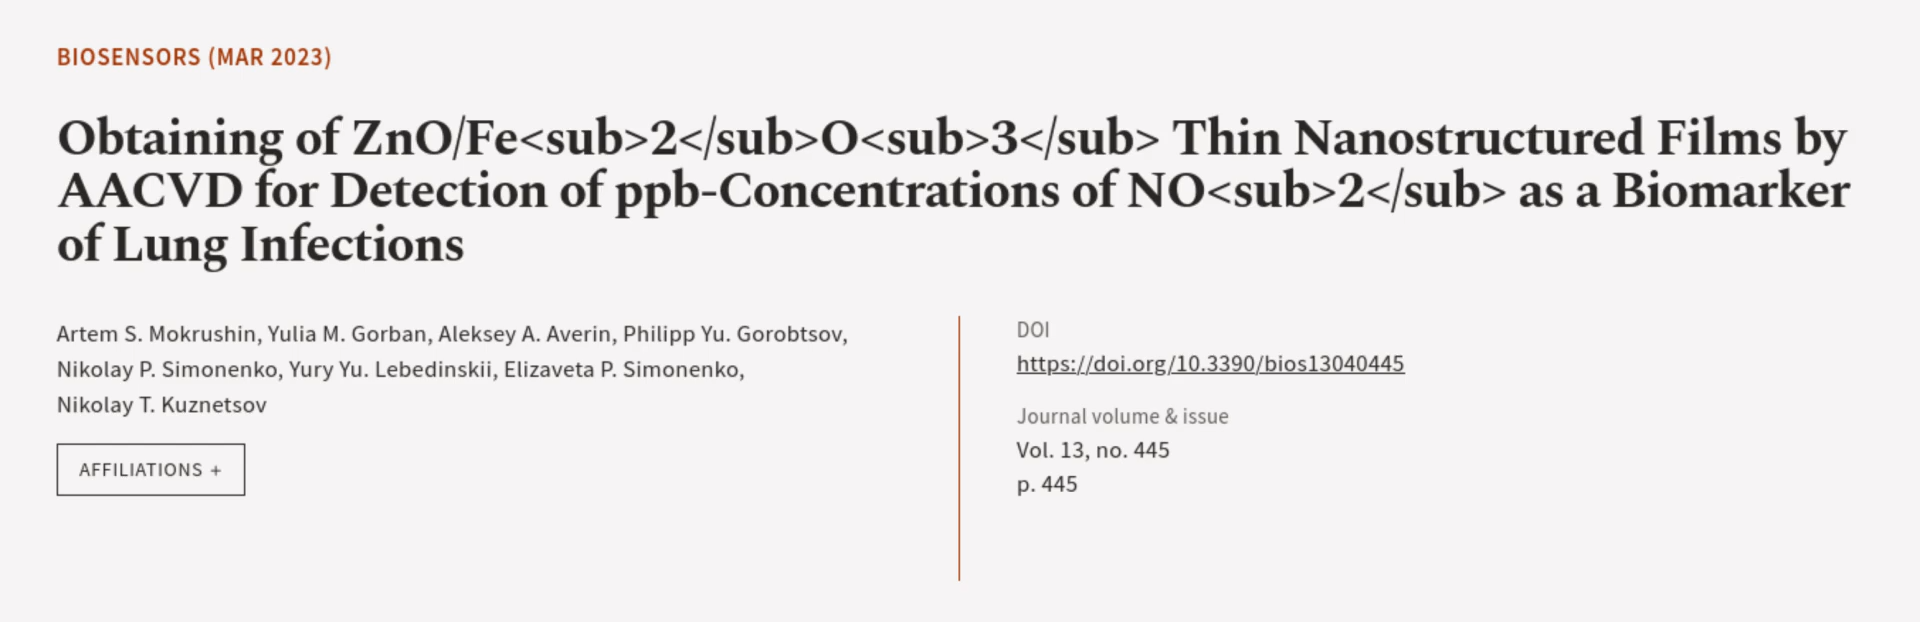 BIOSENSORS (MAR 2023)
Obtaining of ZnO/Fe<sub>2</sub>O<sub>3</sub> Thin Nanostructured Films by
AACVD for Detection of ppb-Concentrations of NO<sub>2</sub> as a Biomarker
of Lung Infections
Artem S. Mokrushin, Yulia M. Gorban, Aleksey A. Averin, Philipp Yu. Gorobtsov,
Nikolay P. Simonenko, Yury Yu. Lebedinskii, Elizaveta P. Simonenko,
Nikolay T. Kuznetsov
AFFILIATIONS +
DOI
https://doi.org/10.3390/bios13040445
Journal volume & issue
Vol. 13, no. 445
p. 445